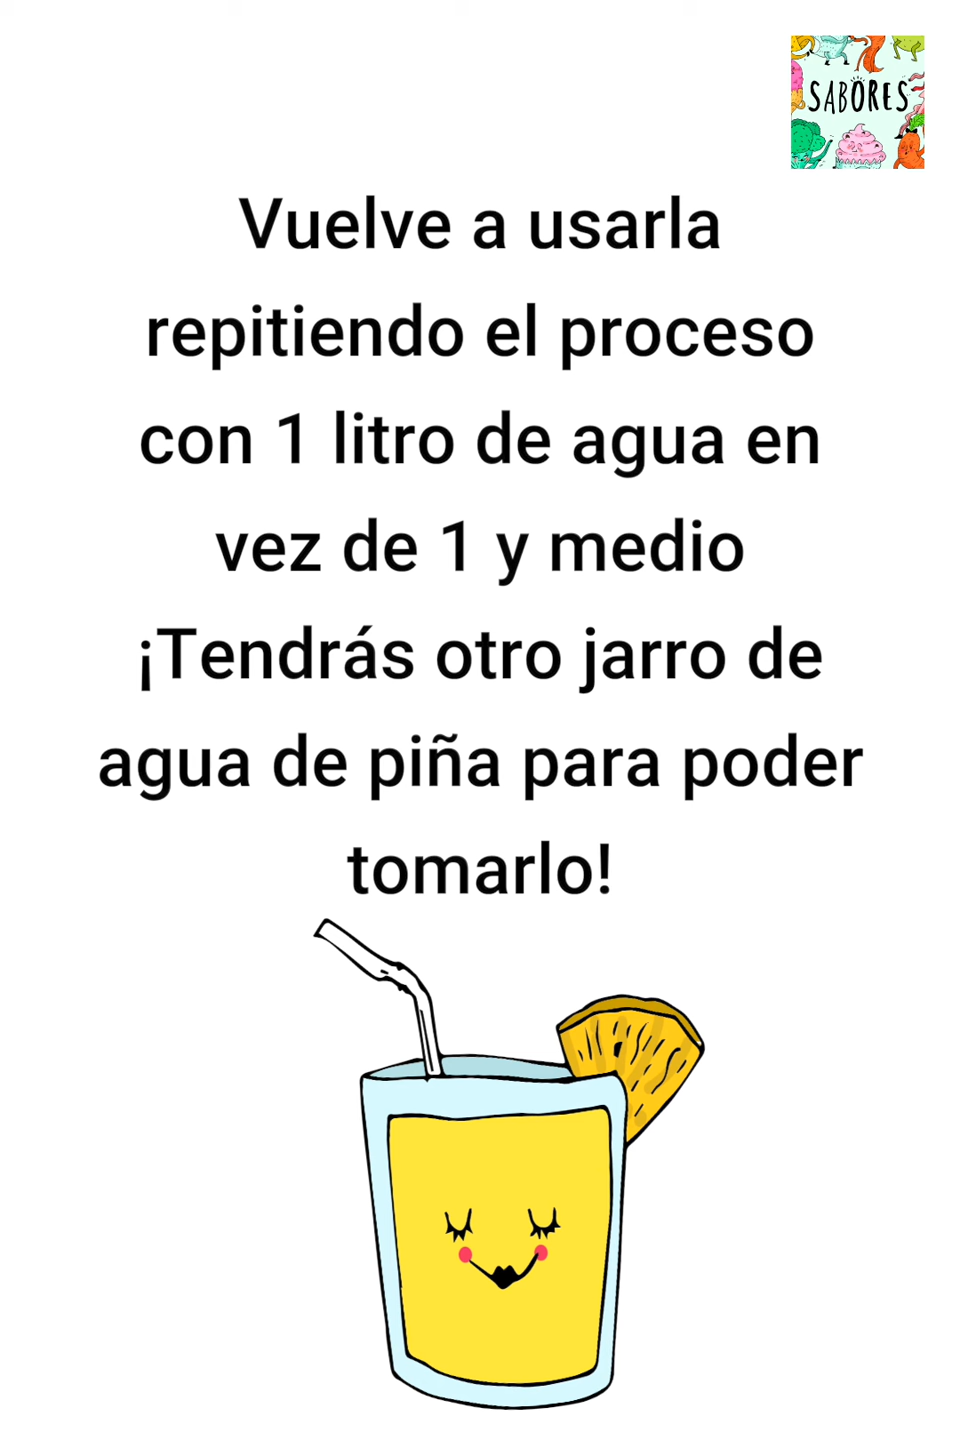 SABORES
Vuelve a usarla
repitiendo el proceso
con 1 litro de agua en
vez de 1 y medio
¡Tendrás otro jarro de
agua de piña para poder
tomarlo!